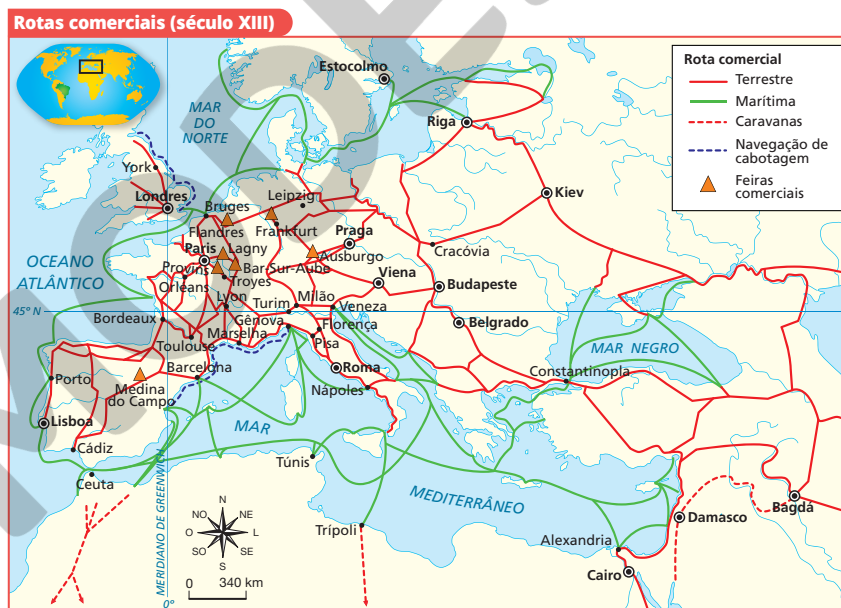 Rotas comerciais (século XIII)
Rota comercial
Terrestre
Marítima
Caravanas
Navegação de
cabotagem
Feiras
comerciais
Estocolmo
MAR
DO
NORTE
Riga
York
Londres
Kiev
Bruges
Leipzig
Flandres
Frankfurt
Praga
Paris
Lagny
Cracóvia
Ausburgo
OCEANO
ATLÂNTICO
Provins
Bar-Sur-Aube
Troyes
Orléans
Viena
Budapeste
Lyon
Turim
Milão
Veneza
45° N
Bordeaux
Gênova
Florença
Belgrado
Marselha
Toulouse
Pisa
MAR NEGRO
Barcelona
Roma
Constantinopla
Porto
Medina
do Campo
Nápoles
Lisboa
MAR
Cádiz
Túnis
Ceuta
MEDITERRÂNEO
Bagdá
Damasco
Trípoli
Alexandria
Cairo
MERIDIANO DE GREENWICH
N
NO
NE
O
L
SO
SE
S
0
340 km
0°
MODE